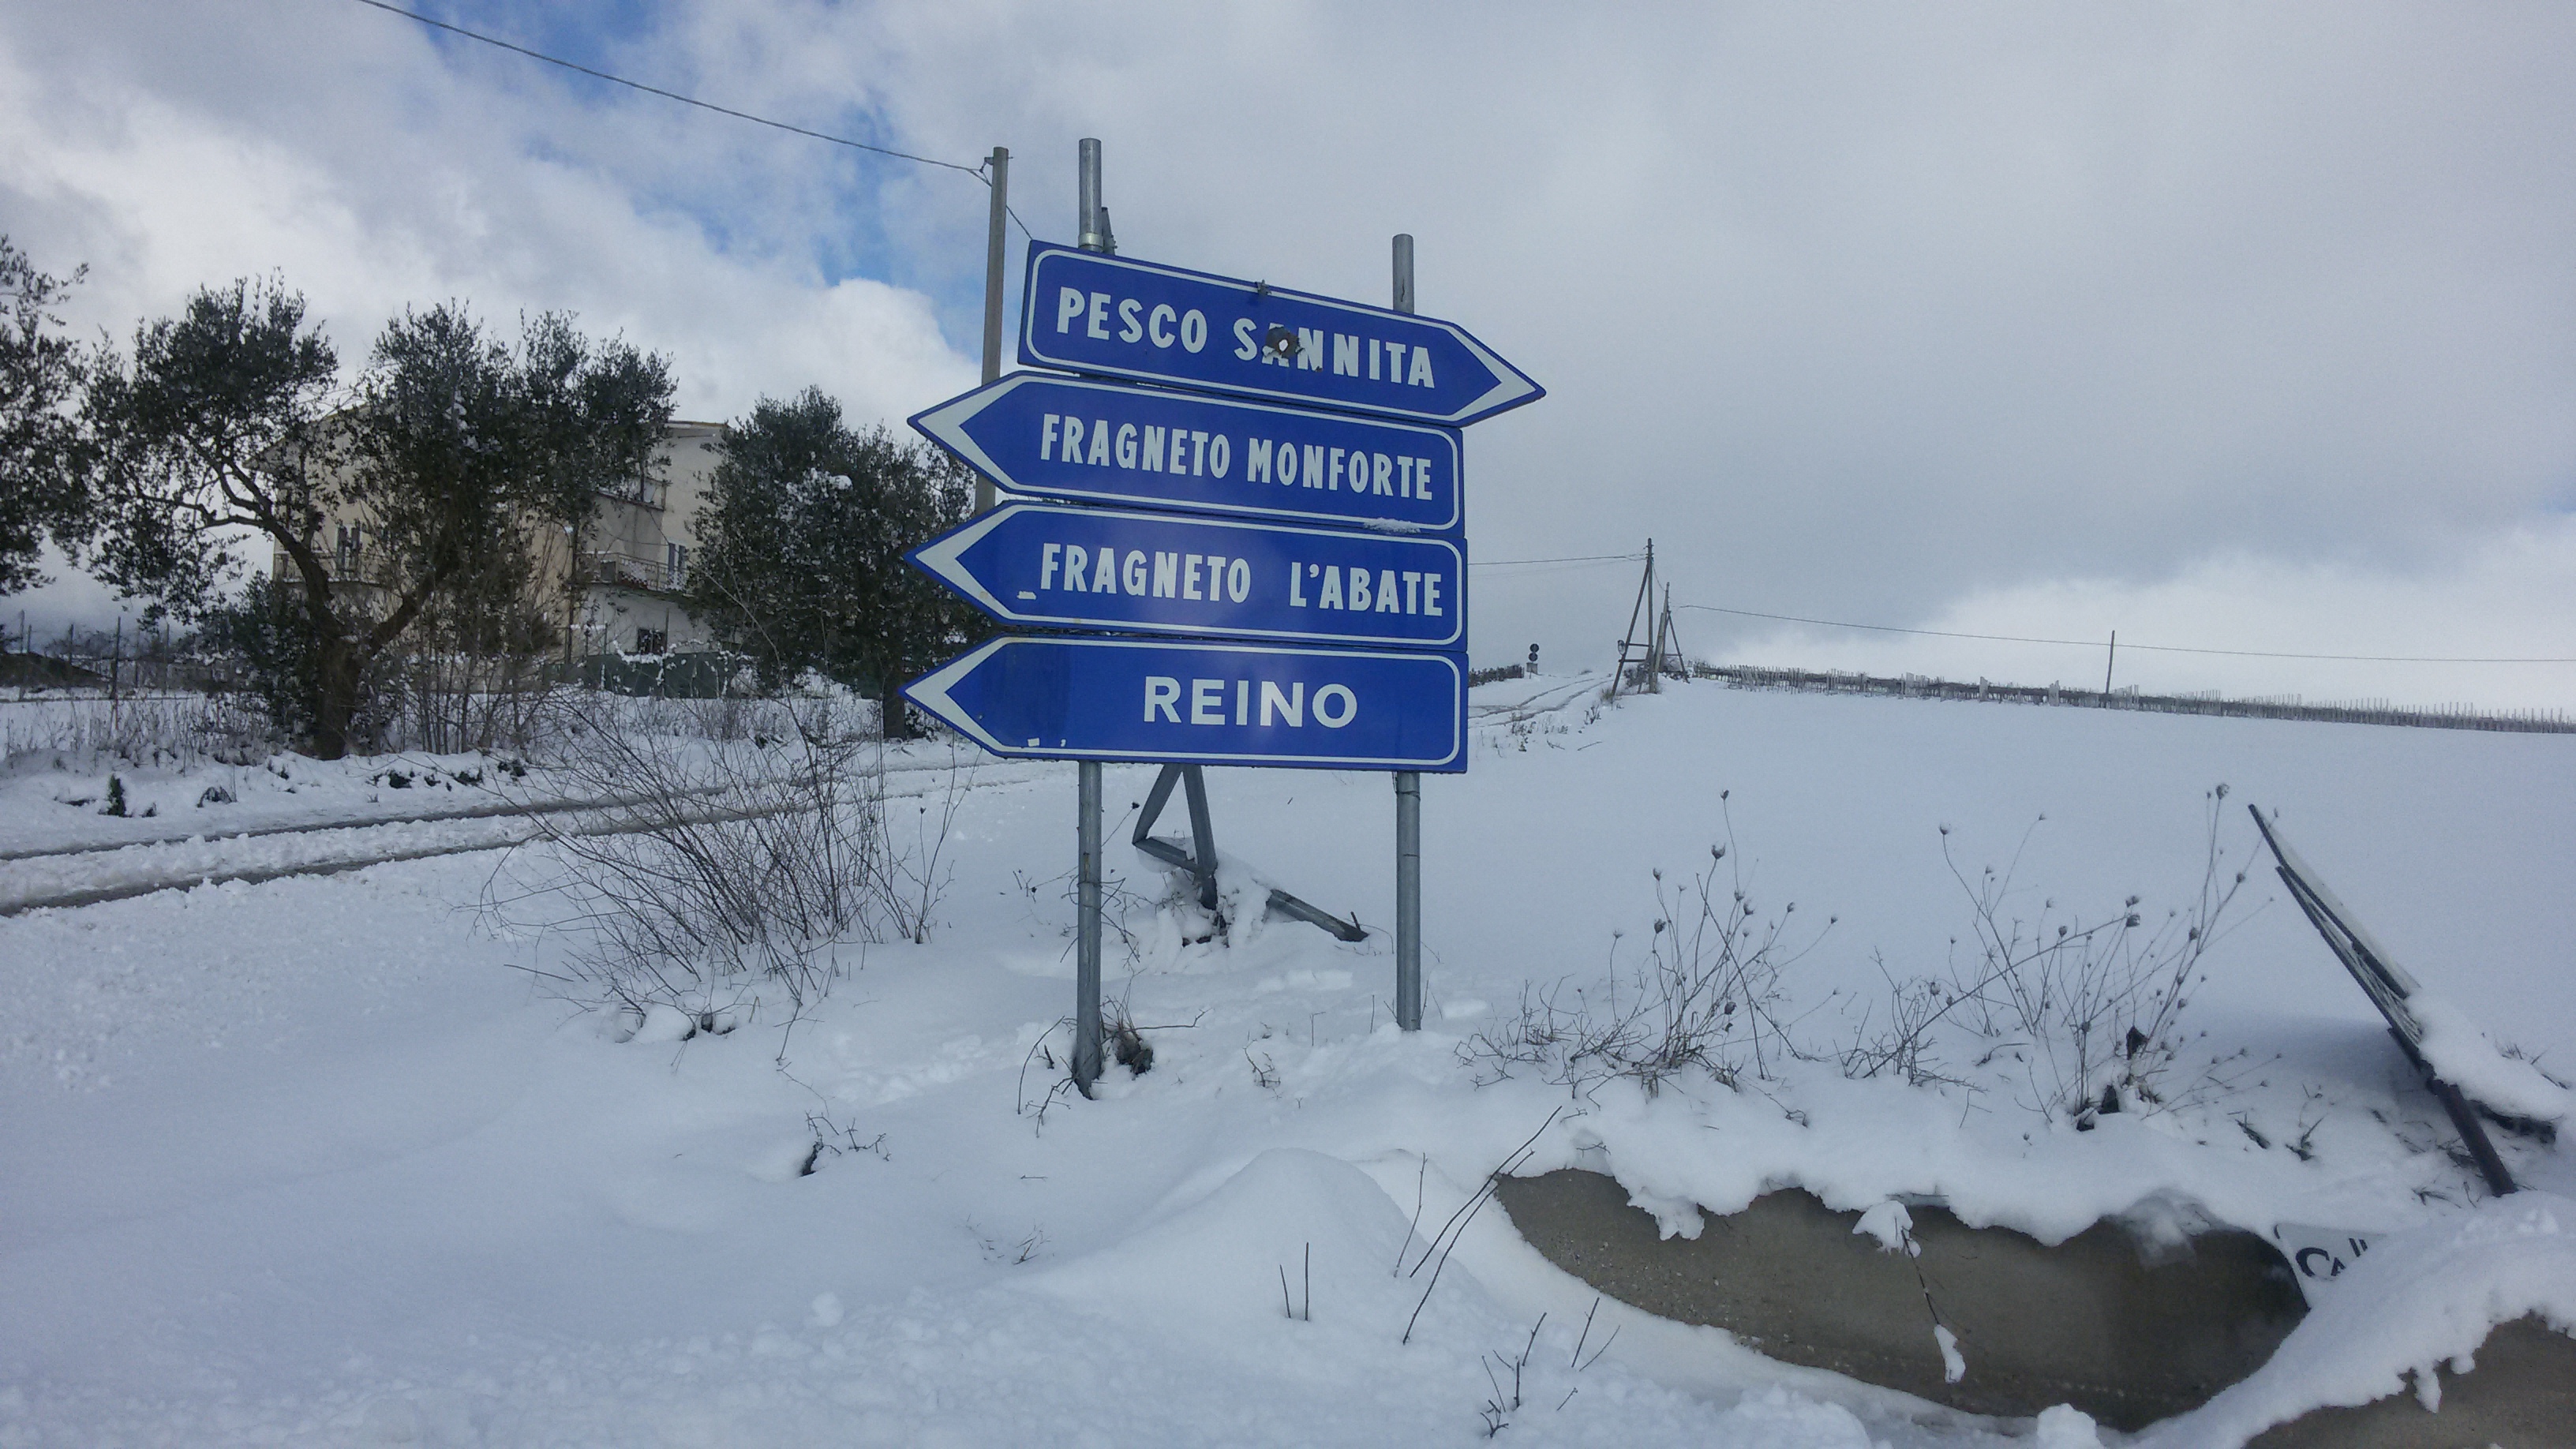 PESCO SANNITA
FRAGNETO MONFORTE
FRAGNETO L'ABATE
REINO